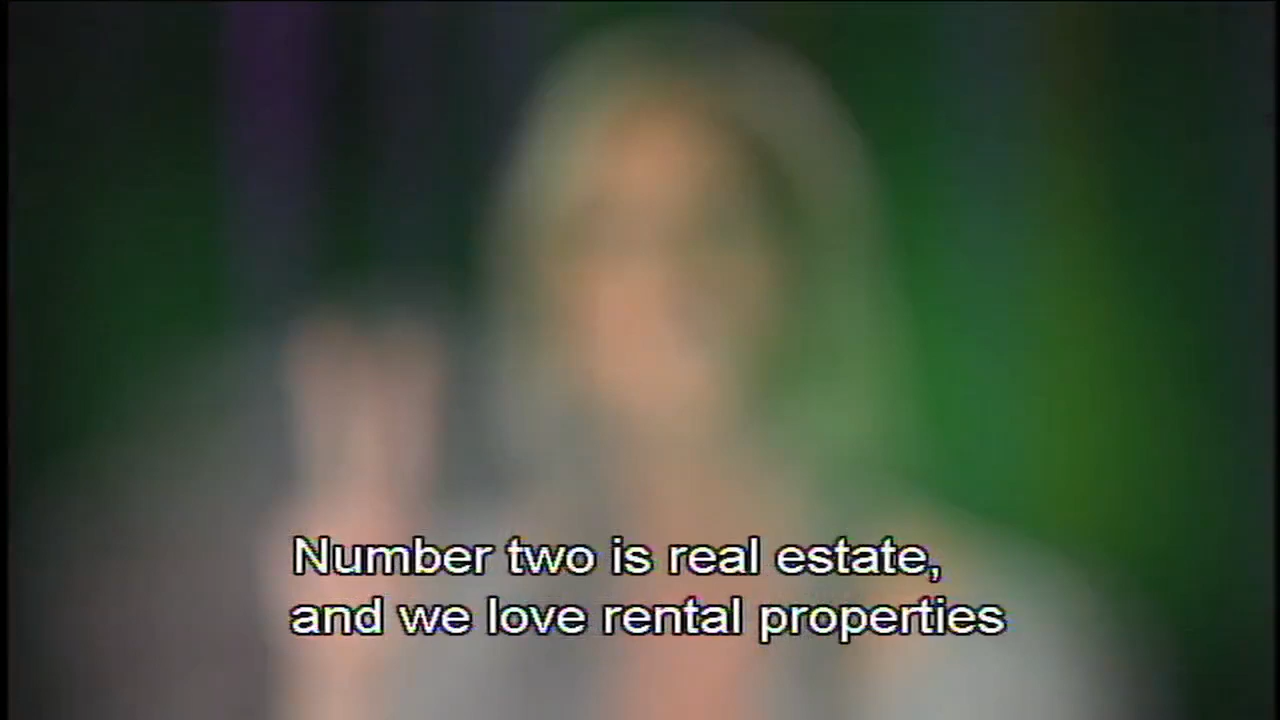 Number two is real estate,
and we love rental properties